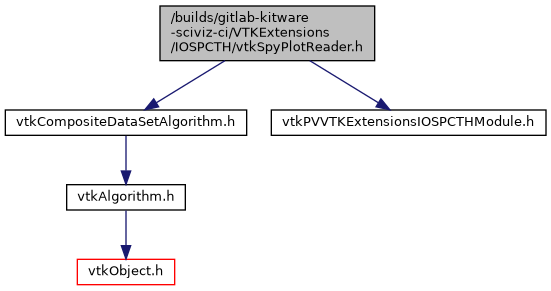 /builds/gitlab-kitware
-sciviz-ci/VTKExtensions
/IOSPCTH/vtkSpyPlotReader.h
vtkCompositeDataSetAlgorithm.h
vtkPVVTKExtensionsIOSPCTHModule.h
vtkAlgorithm.h
vtkObject.h